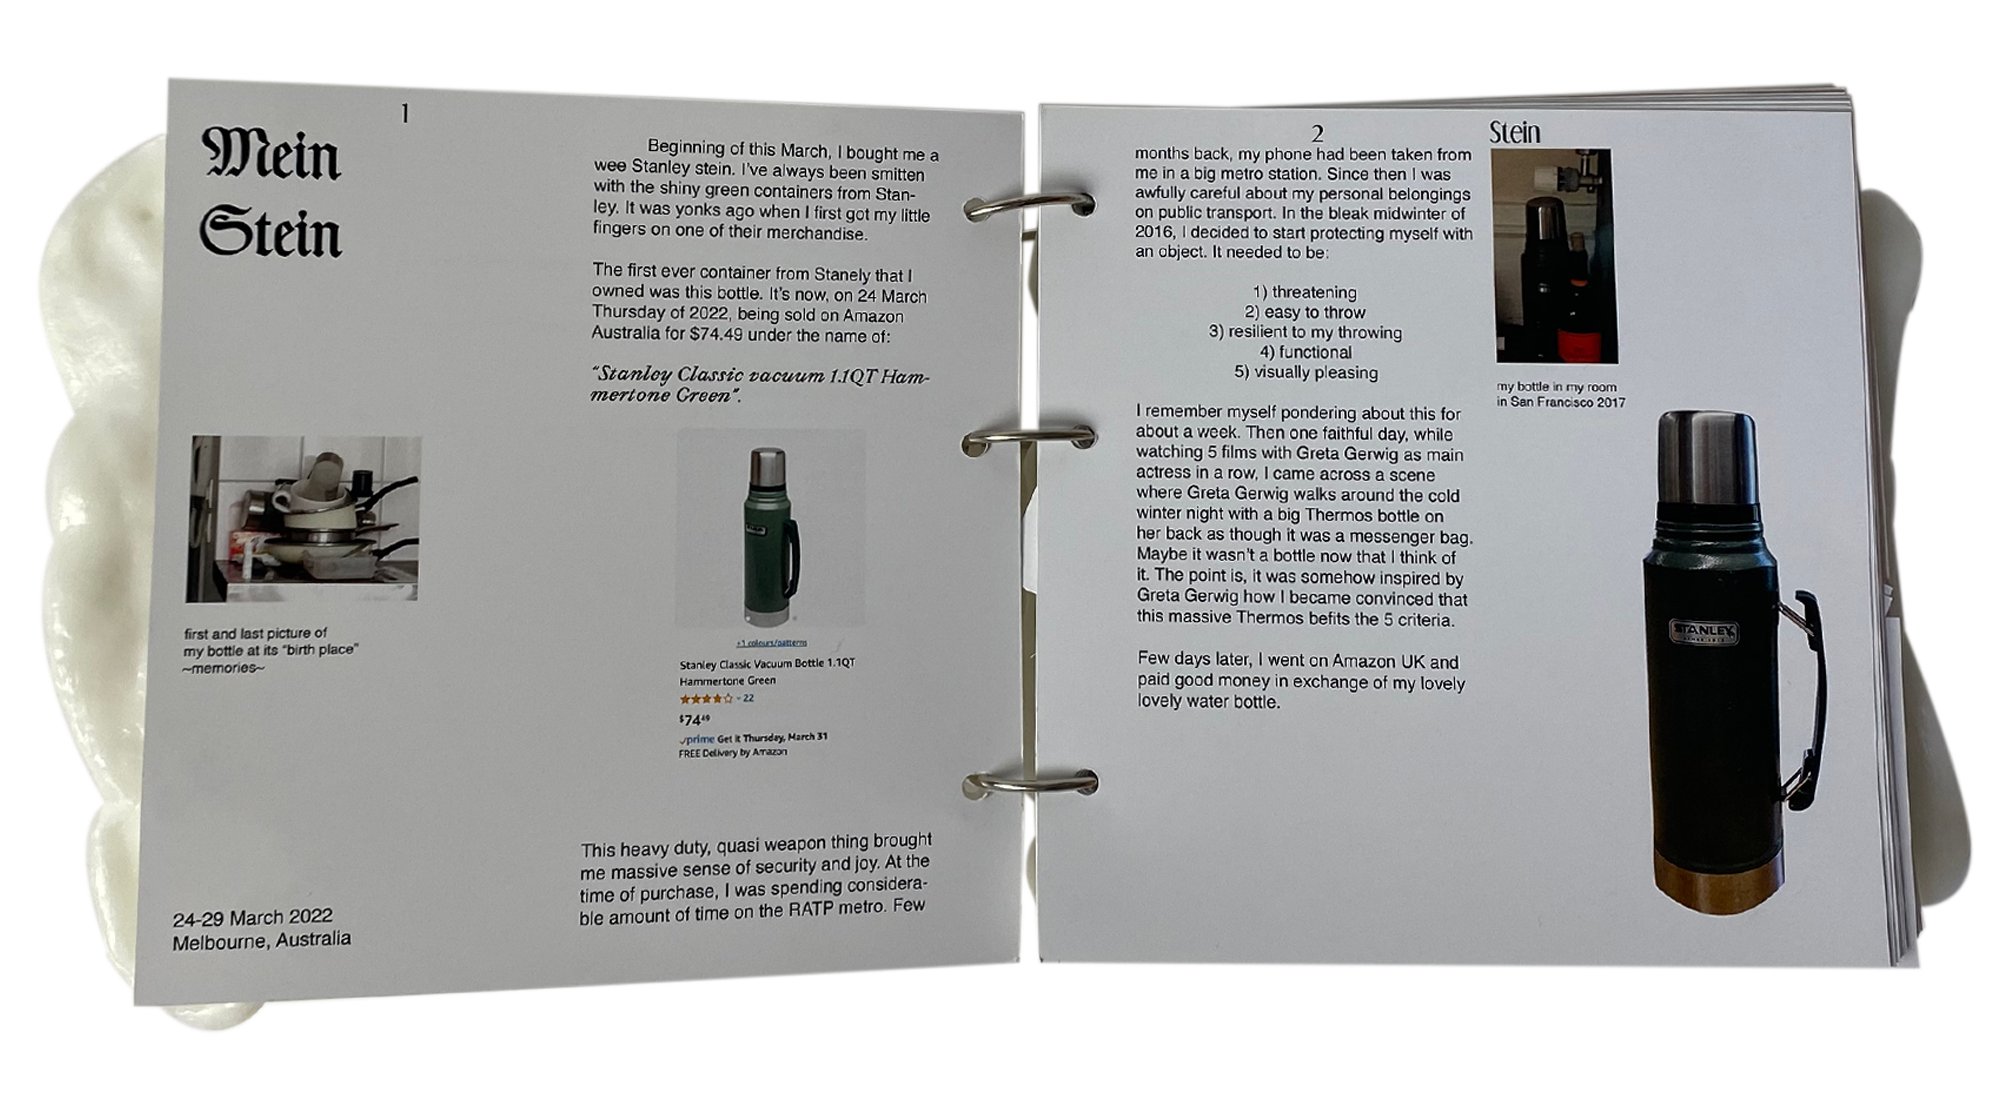 1
Mein
Stein
Beginning of this March, I bought me a
wee Stanley stein. I've always been smitten
with the shiny green containers from Stan-
ley. It was yonks ago when I first got my little
fingers on one of their merchandise.
The first ever container from Stanely that I
owned was this bottle. It's now, on 24 March
Thursday of 2022, being sold on Amazon
Australia for $74.49 under the name of:
"Stanley Classic vacuum 1.1QT Ham-
mertone Green".
first and last picture of
my bottle at its "birth place"
~memories~
+1 colours/patterns
Stanley Classic Vacuum Bottle 1.1QT
Hammertone Green
22
$74.49
prime Get it Thursday, March 31
FREE Delivery by Amazon
This heavy duty, quasi weapon thing brought
me massive sense of security and joy. At the
time of purchase, I was spending considera-
ble amount of time on the RATP metro. Few
24-29 March 2022
Melbourne, Australia
2
Stein
months back, my phone had been taken from
me in a big metro station. Since then I was
awfully careful about my personal belongings
on public transport. In the bleak midwinter of
2016, I decided to start protecting myself with
an object. It needed to be:
1) threatening
2) easy to throw
3) resilient to my throwing
4) functional
5) visually pleasing
my bottle in my room
in San Francisco 2017
I remember myself pondering about this for
about a week. Then one faithful day, while
watching 5 films with Greta Gerwig as main
actress in a row, I came across a scene
where Greta Gerwig walks around the cold
winter night with a big Thermos bottle on
her back as though it was a messenger bag.
Maybe it wasn't a bottle now that I think of
it. The point is, it was somehow inspired by
Greta Gerwig how I became convinced that
this massive Thermos befits the 5 criteria.
Few days later, I went on Amazon UK and
paid good money in exchange of my lovely
lovely water bottle.
STANLEY